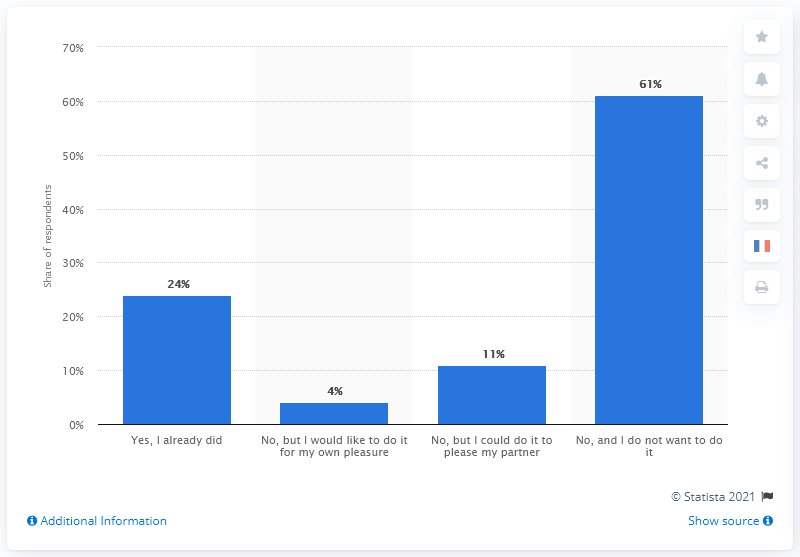 70%
60%
50%
40%
30%
20%
10%
0%
Share of respondents
24%
4%
11%
61%
Yes, I already did
No, but I would like to do it
for my own pleasure
No, but I could do it to
please my partner
No, and I do not want to do
it
© Statista 2021
Additional Information
Show source